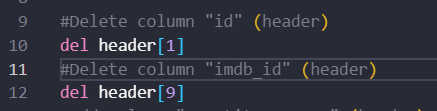 9 #Delete column "id" (header)
10 del header[1]
11 #Delete column "imdb_id" (header)
12 del header[9]